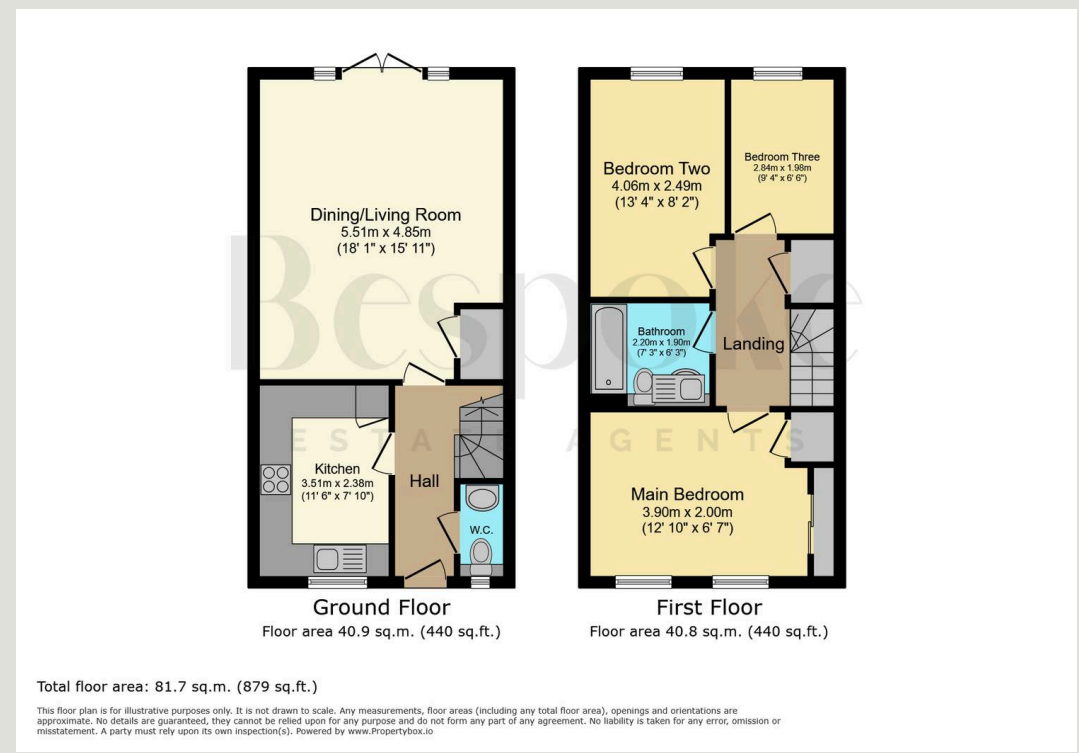 Dining/Living Room
5.51m x 4.85m
(18' 1" x 15' 11")
Kitchen
3.51m x 2.38m
(11' 6" x 7' 10")
Hall
W.C.
Ground Floor
Floor area 40.9 sq.m. (440 sq.ft.)
Bedroom Two
4.06m x 2.49m
(13' 4" x 8' 2")
Bedroom Three
2.84m x 1.98m
(9' 4" x 6' 6")
Bathroom
2.20m x 1.90m
(7' 3" x 6' 3")
Landing
Main Bedroom
3.90m x 2.00m
(12' 10" x 6' 7")
First Floor
Floor area 40.8 sq.m. (440 sq.ft.)
Bespoke
ESTATE AGENTS
Total floor area: 81.7 sq.m. (879 sq.ft.)
This floor plan is for illustrative purposes only. It is not drawn to scale. Any measurements, floor areas (including any total floor area), openings and orientations are
approximate. No details are guaranteed, they cannot be relied upon for any purpose and do not form any part of any agreement. No liability is taken for any error, omission or
misstatement. A party must rely upon its own inspection(s). Powered by www.Propertybox.io